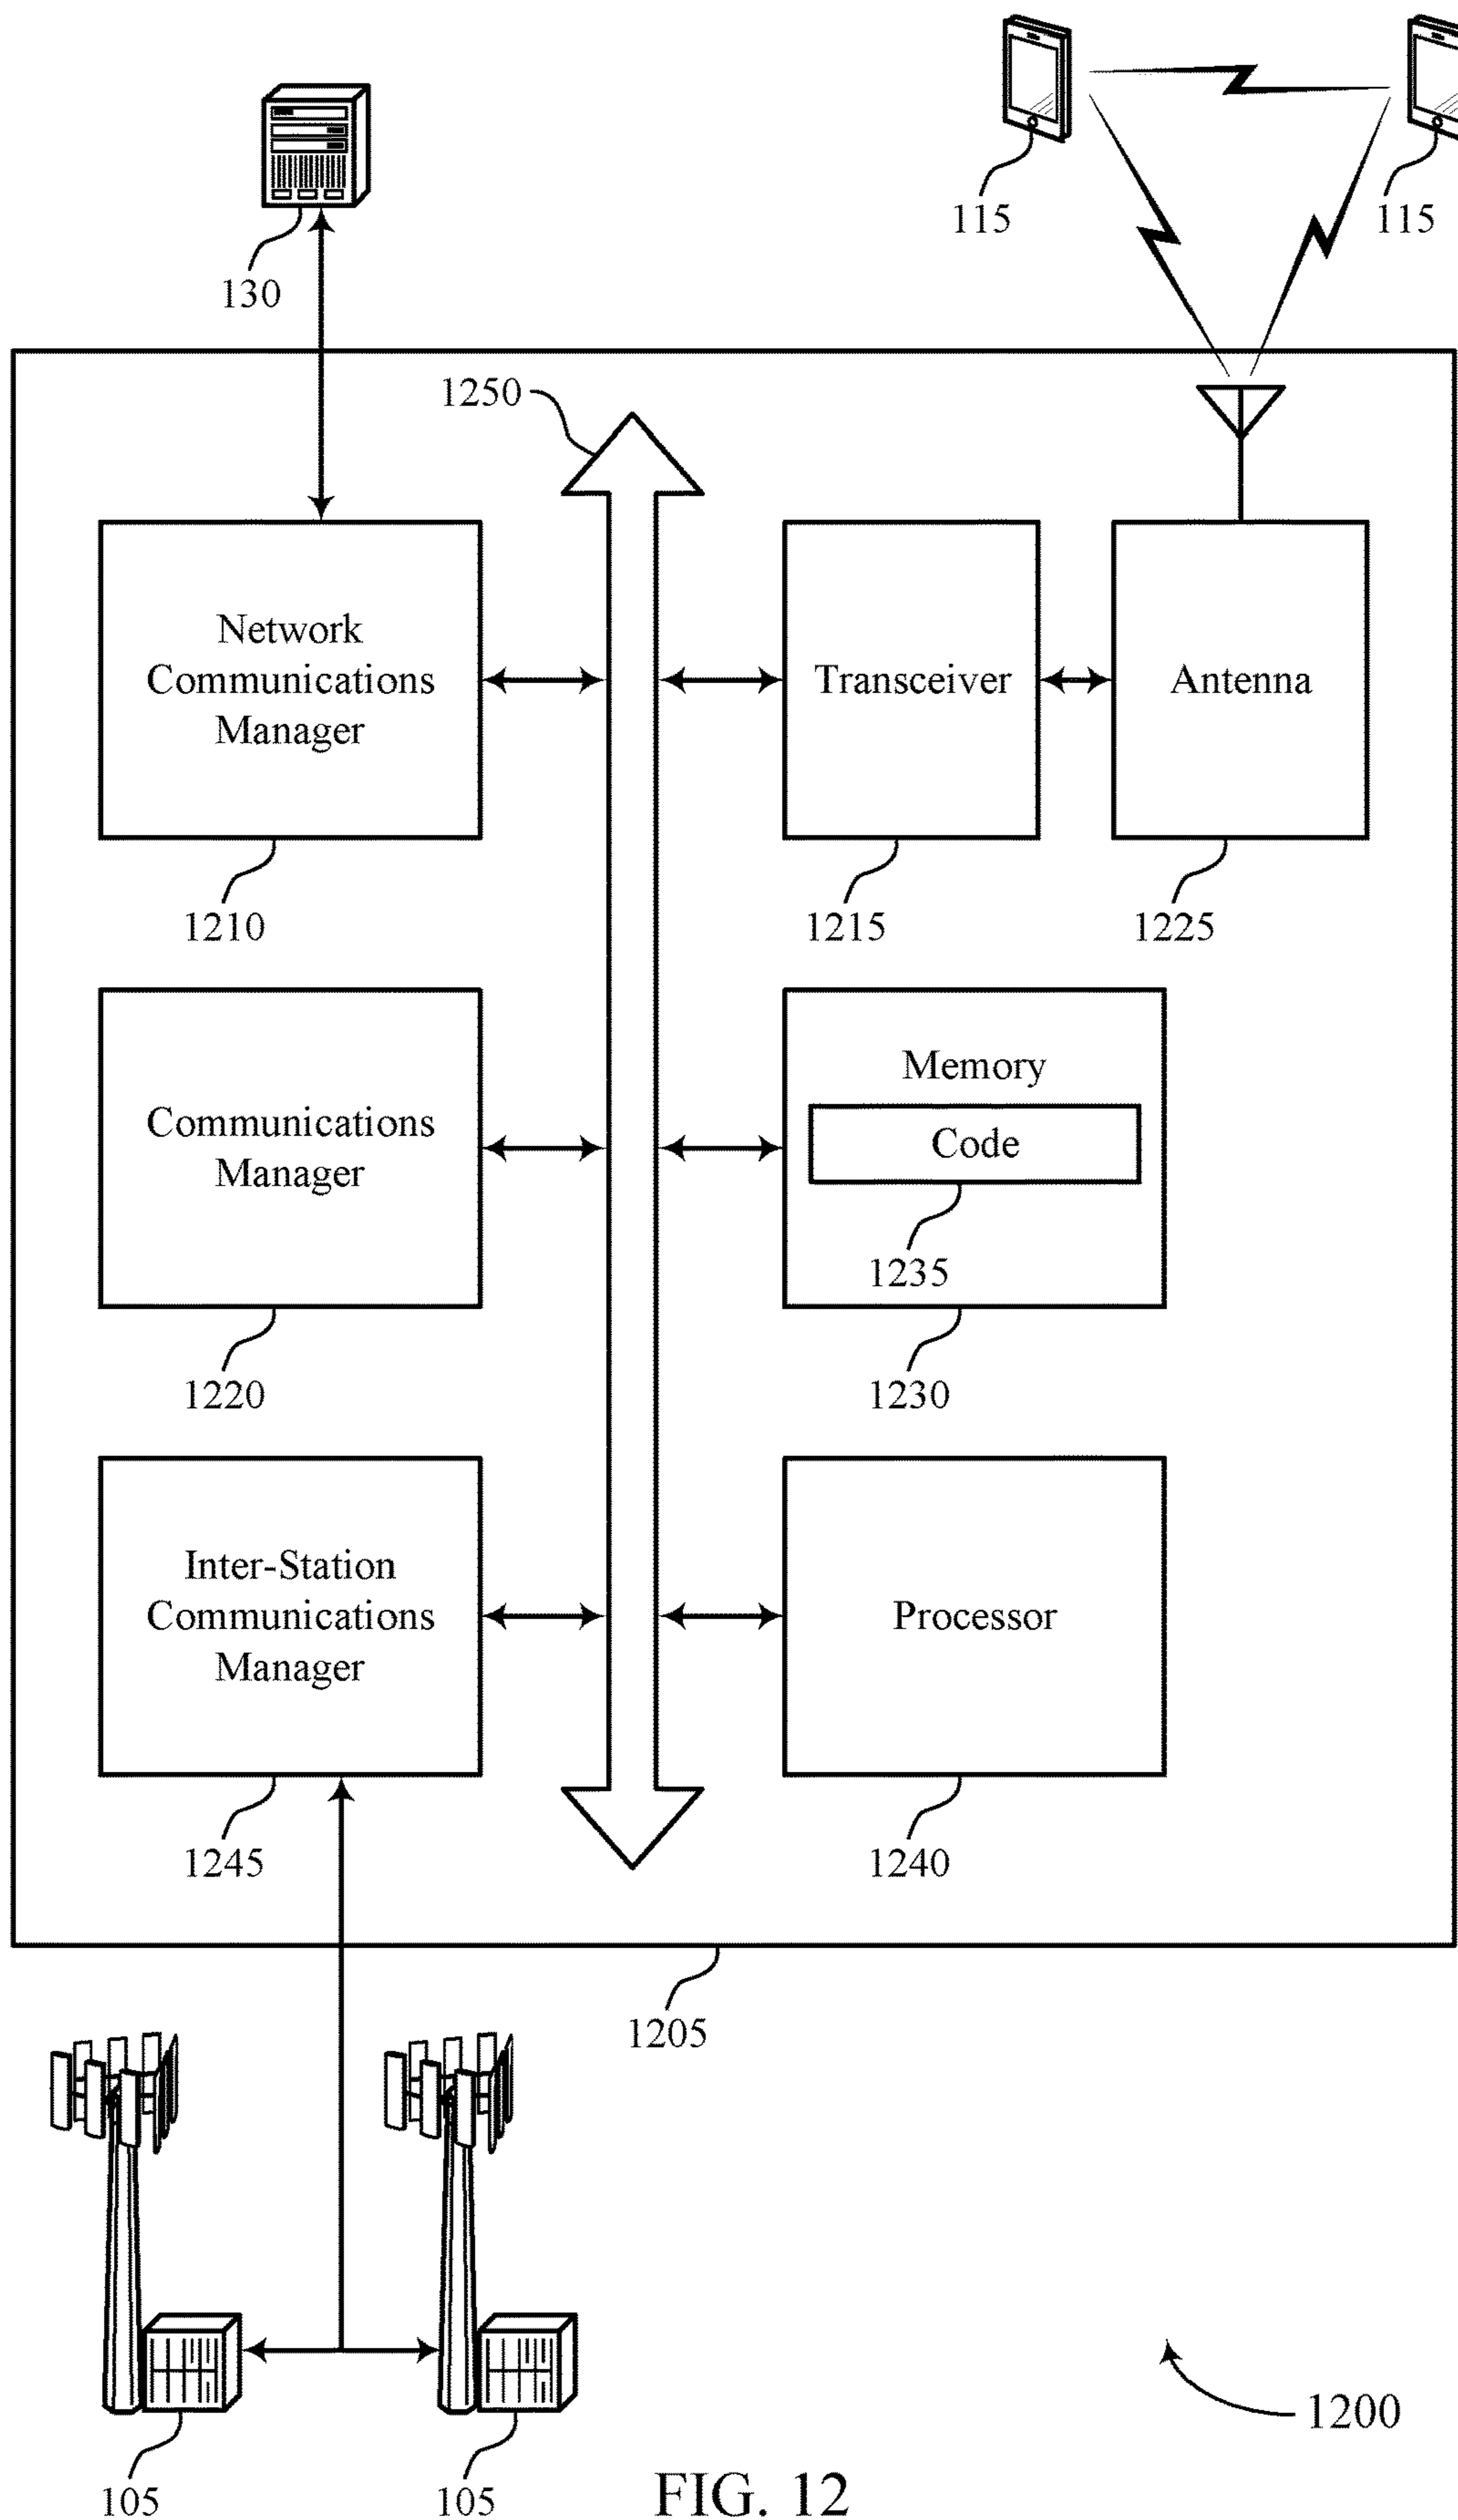 115
115
130
1250
Network
Communications
Manager
Transceiver
Antenna
1210
1215
1225
Communications
Manager
Memory
Code
1235
1220
1230
Inter-Station
Communications
Manager
Processor
1245
1240
1205
1200
105
105
FIG. 12